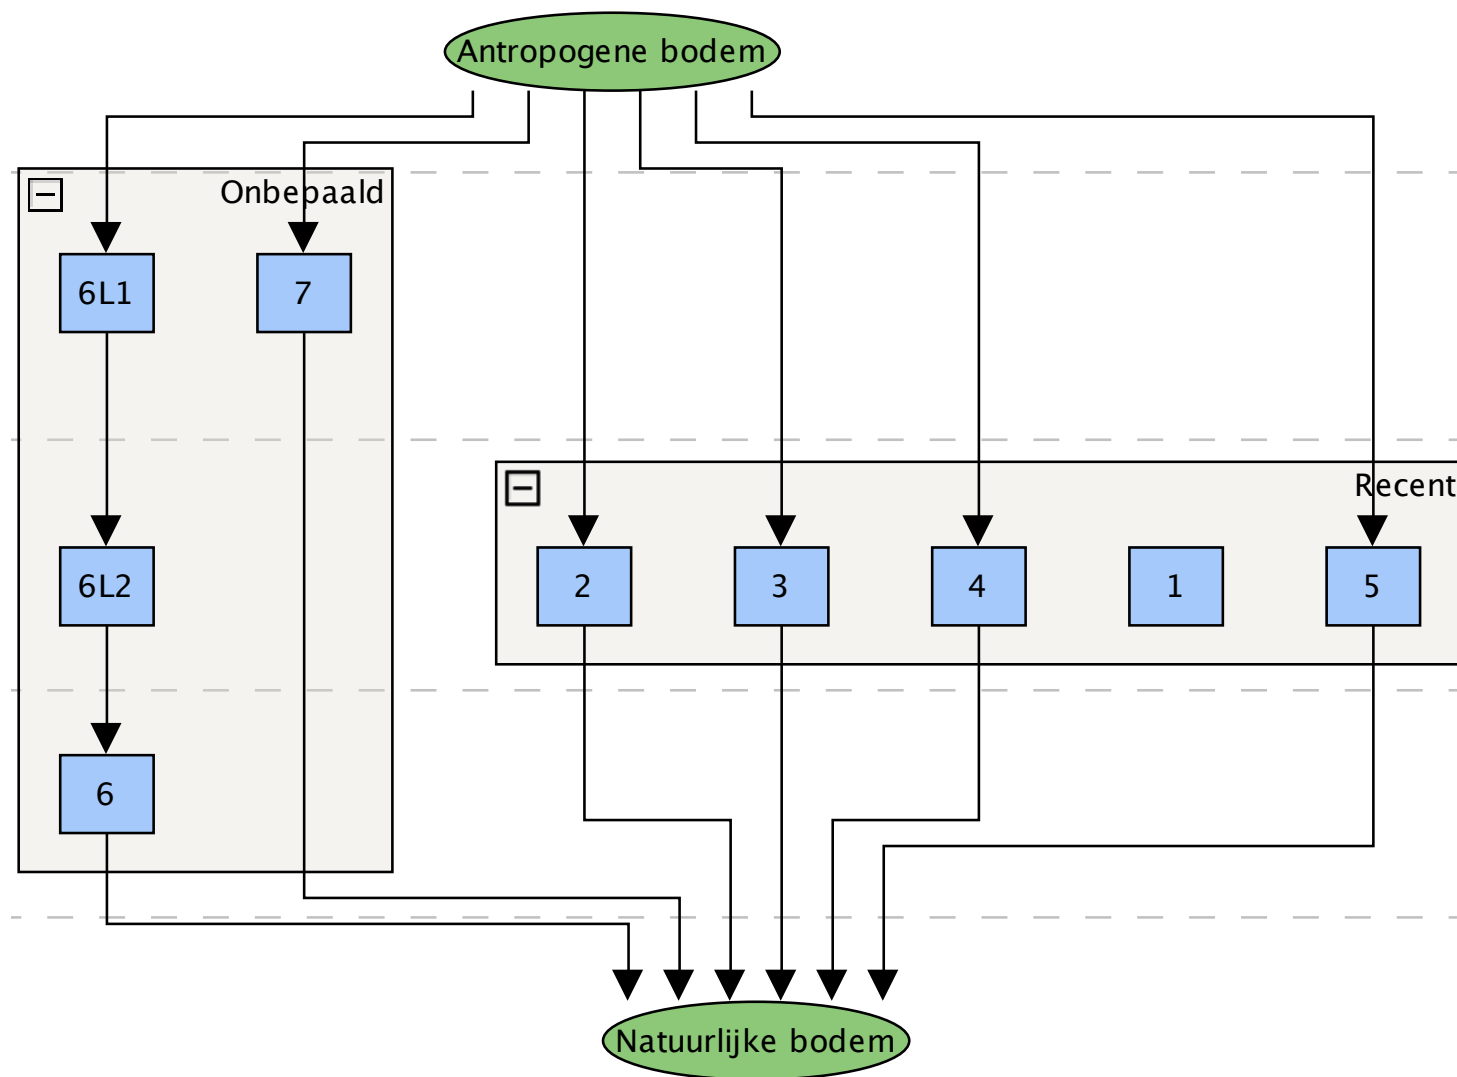 Antropogene bodem
Onbepaald
6L1
7
Recent
6L2
2
3
4
1
5
6
Natuurlijke bodem